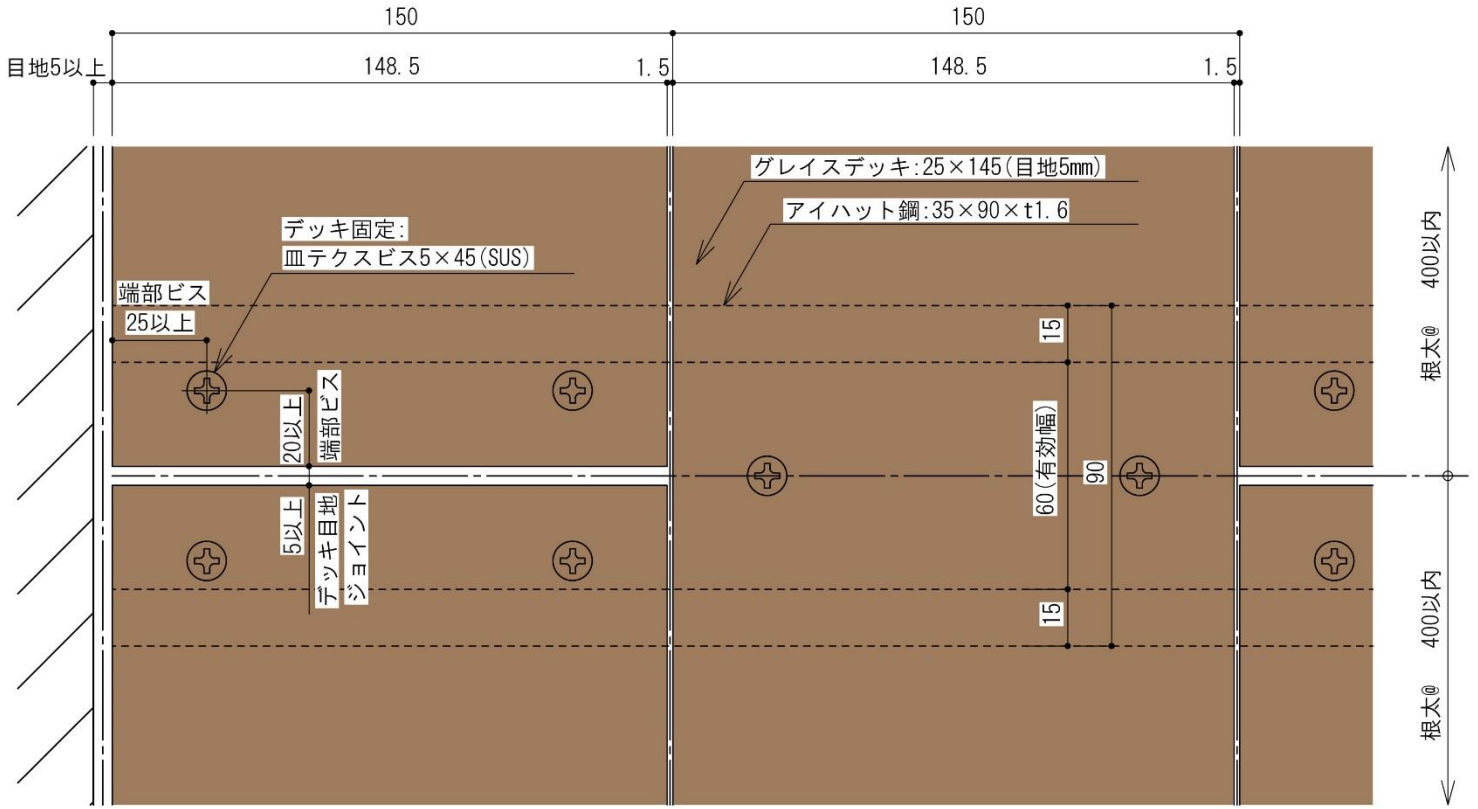 150
150
目地5以上
148.5
1.5
148.5
1.5
グレイスデッキ:25×145(目地5mm)
アイハット鋼:35×90×t1.6
デッキ固定:
皿テクスビス5×45(SUS)
端部ビス
25以上
20以上
端部ビス
5以上
デッキ目地
ジョイント
15
60(有効幅)
90
15
根太@ 400以内
根太@ 400以内